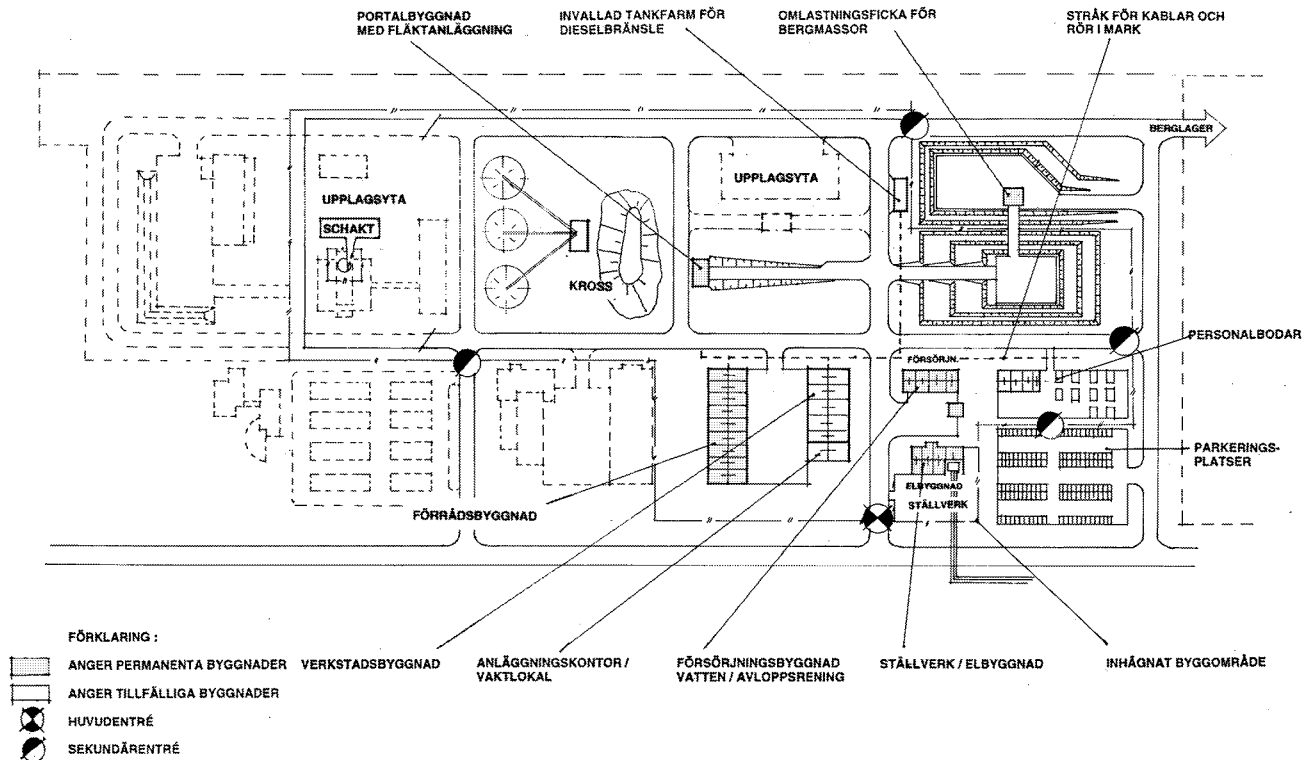 PORTALBYGGNAD
MED FLÄKTANLÄGGNING
INVALLAD TANKFARM FÖR
DIESELBRÄNSLE
OMLASTNINGSFICKA FÖR
BERGMASSOR
STRÅK FÖR KABLAR OCH
RÖR I MARK
BERGLAGER
UPPLAGSYTA
SCHAKT
KROSS
UPPLAGSYTA
PERSONALBODAR
FÖRSÖRJN.
PARKERINGS-
PLATSER
ELBYGGNAD
STÄLLVERK
FÖRRÅDSBYGGNAD
FÖRKLARING :
ANGER PERMANENTA BYGGNADER
ANGER TILLFÄLLIGA BYGGNADER
HUVUDENTRÉ
SEKUNDÄRENTRÉ
VERKSTADSBYGGNAD
ANLÄGGNINGSKONTOR /
VAKTLOKAL
FÖRSÖRJNINGSBYGGNAD
VATTEN / AVLOPPSRENING
STÄLLVERK / ELBYGGNAD
INHÄGNAT BYGGOMRÅDE